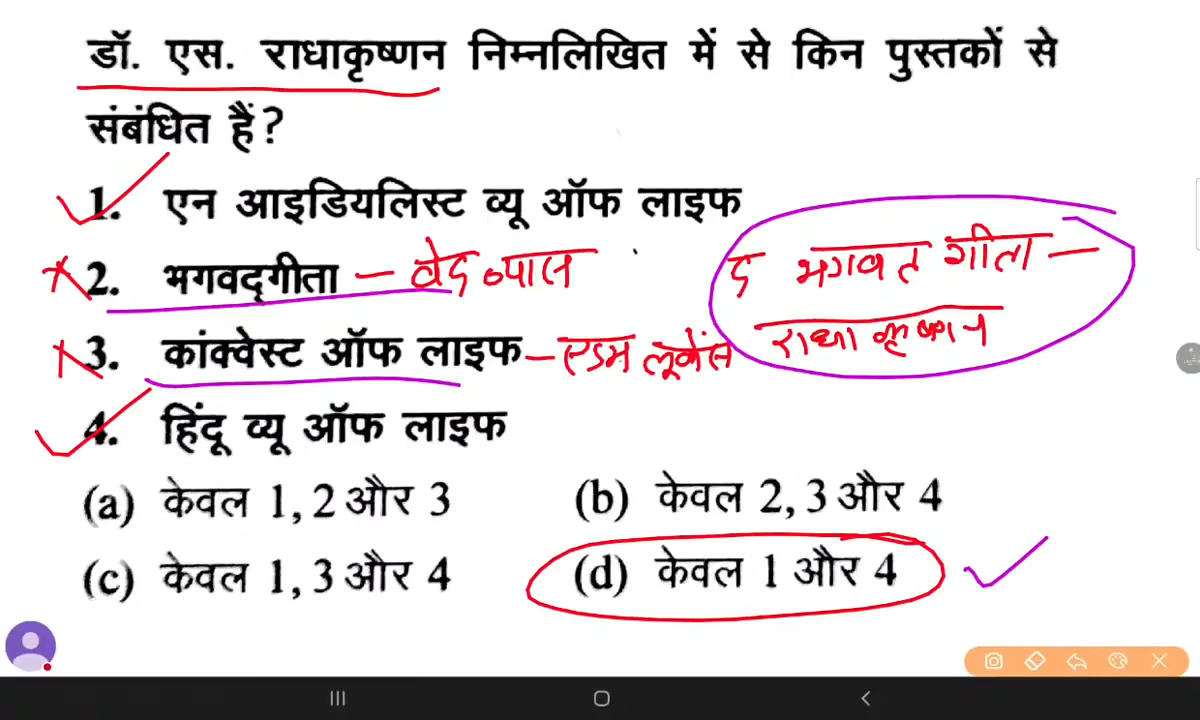 डॉ. एस. राधाकृष्णन निम्नलिखित में से किन पुस्तकों से
संबंधित हैं?
1. एन आइडियलिस्ट व्यू ऑफ लाइफ
2. भगवद्गीता - वेद व्यास
द भगवत गीता -
राधा कृष्णन
3. कांक्वेस्ट ऑफ लाइफ - एडम लूकेंस
4. हिंदू व्यू ऑफ लाइफ
(a) केवल 1, 2 और 3 (b) केवल 2, 3 और 4
(c) केवल 1, 3 और 4 (d) केवल 1 और 4